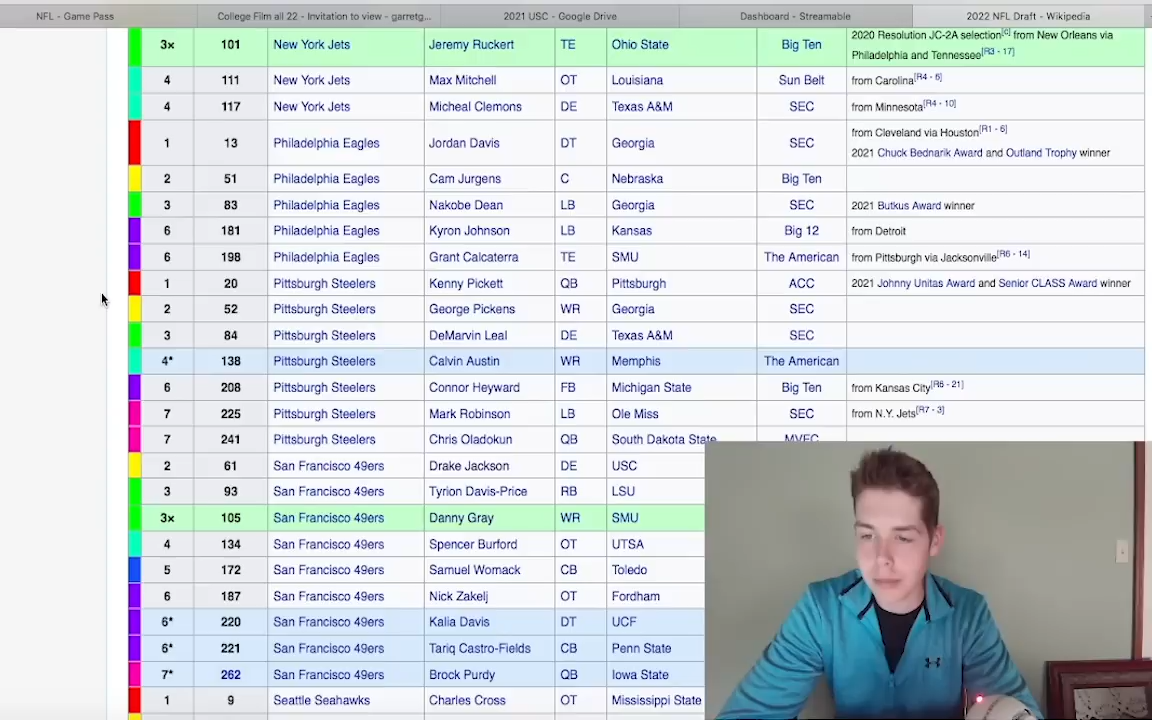 NFL - Game Pass
College Film all 22 - Invitation to view - garretg...
2021 USC - Google Drive
Dashboard - Streamable
2022 NFL Draft - Wikipedia
3× 101 New York Jets Jeremy Ruckert TE Ohio State Big Ten 2020 Resolution JC-2A selection[c] from New Orleans via
Philadelphia and Tennessee[R3 - 17]
4 111 New York Jets Max Mitchell OT Louisiana Sun Belt from Carolina[R4 - 6]
4 117 New York Jets Micheal Clemons DE Texas A&M SEC from Minnesota[R4 - 10]
1 13 Philadelphia Eagles Jordan Davis DT Georgia SEC from Cleveland via Houston[R1 - 6]
2021 Chuck Bednarik Award and Outland Trophy winner
2 51 Philadelphia Eagles Cam Jurgens C Nebraska Big Ten
3 83 Philadelphia Eagles Nakobe Dean LB Georgia SEC 2021 Butkus Award winner
6 181 Philadelphia Eagles Kyron Johnson LB Kansas Big 12 from Detroit
6 198 Philadelphia Eagles Grant Calcaterra TE SMU The American from Pittsburgh via Jacksonville[R6 - 14]
1 20 Pittsburgh Steelers Kenny Pickett QB Pittsburgh ACC 2021 Johnny Unitas Award and Senior CLASS Award winner
2 52 Pittsburgh Steelers George Pickens WR Georgia SEC
3 84 Pittsburgh Steelers DeMarvin Leal DE Texas A&M SEC
4* 138 Pittsburgh Steelers Calvin Austin WR Memphis The American
6 208 Pittsburgh Steelers Connor Heyward FB Michigan State Big Ten from Kansas City[R6 - 21]
7 225 Pittsburgh Steelers Mark Robinson LB Ole Miss SEC from N.Y. Jets[R7 - 3]
7 241 Pittsburgh Steelers Chris Oladokun QB South Dakota State MVFC
2 61 San Francisco 49ers Drake Jackson DE USC
3 93 San Francisco 49ers Tyrion Davis-Price RB LSU
3× 105 San Francisco 49ers Danny Gray WR SMU
4 134 San Francisco 49ers Spencer Burford OT UTSA
5 172 San Francisco 49ers Samuel Womack CB Toledo
6 187 San Francisco 49ers Nick Zakelj OT Fordham
6* 220 San Francisco 49ers Kalia Davis DT UCF
6* 221 San Francisco 49ers Tariq Castro-Fields CB Penn State
7* 262 San Francisco 49ers Brock Purdy QB Iowa State
1 9 Seattle Seahawks Charles Cross OT Mississippi State